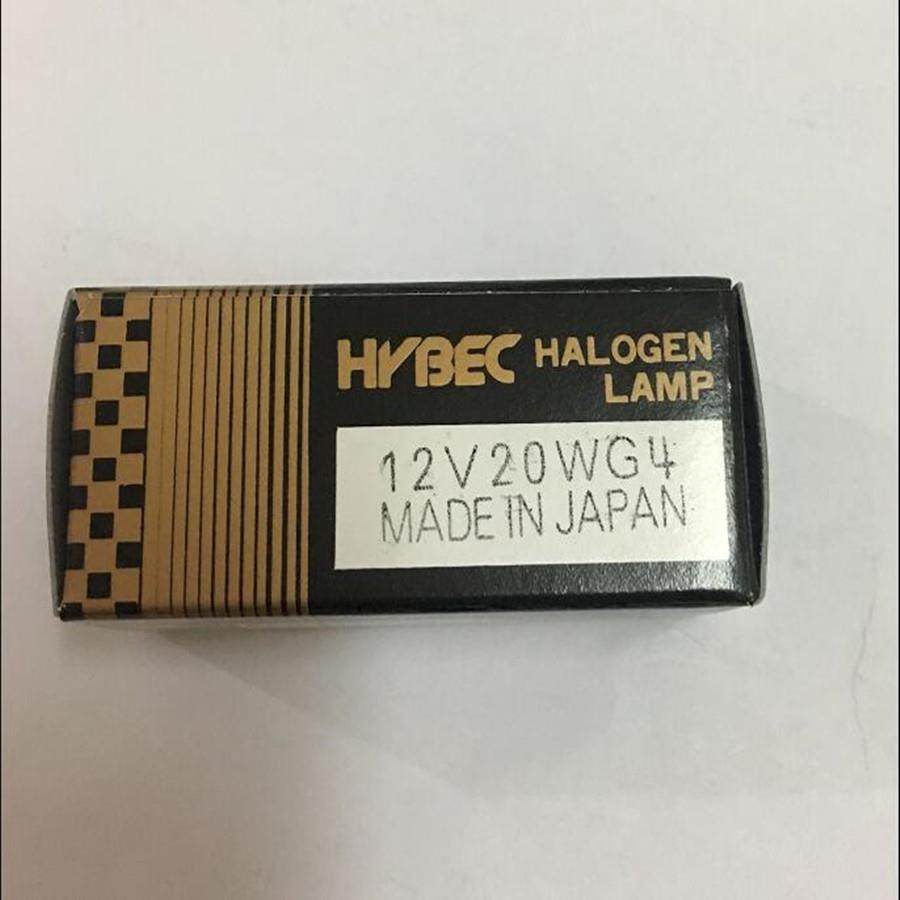 HYBEC HALOGEN
LAMP
12V20WG4
MADE IN JAPAN